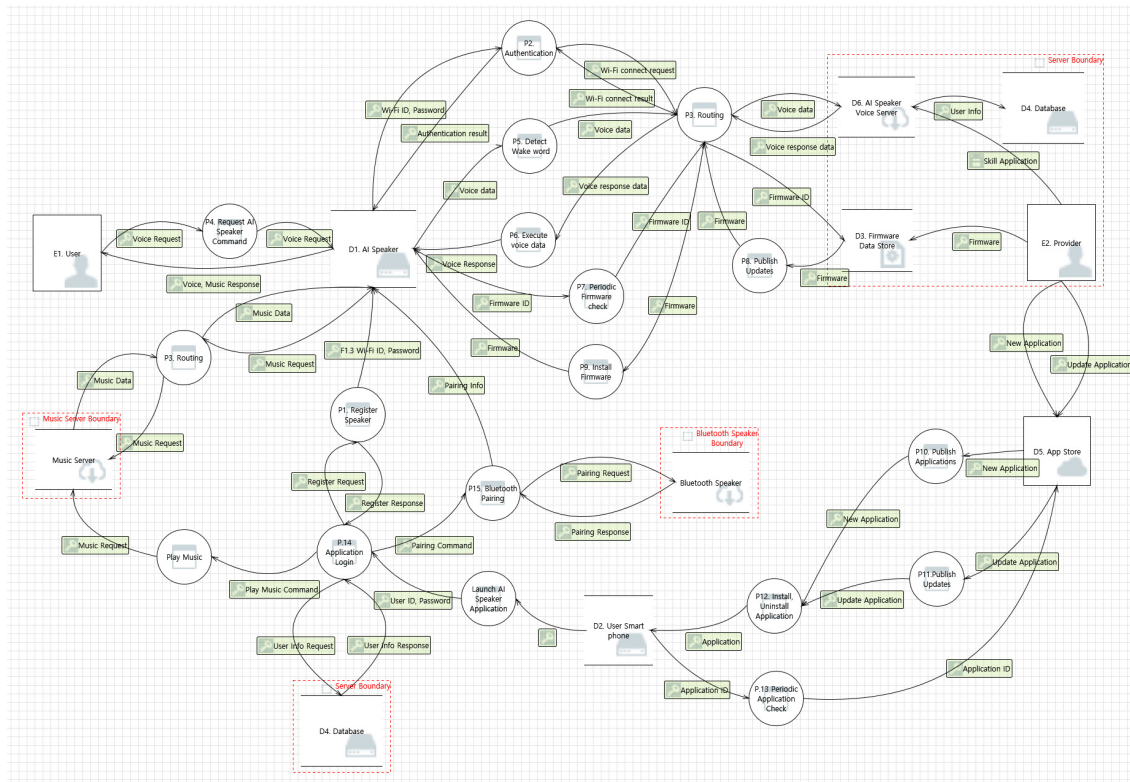 P2.
Authentication
Server Boundary
Wi-Fi connect request
D6. AI Speaker
Voice Server
D4. Database
Wi-Fi connect result
Wi-Fi ID, Password
P3. Routing
Voice data
User Info
Authentication result
Voice data
P5. Detect
Wake word
Voice response data
Skill Application
Voice data
Voice response data
Firmware ID
P4. Request AI
Speaker
Command
Voice Request
Voice Request
E1. User
D1. AI Speaker
P6. Execute
voice data
Firmware ID
Firmware
D3. Firmware
Data Store
Firmware
E2. Provider
Voice Response
P8. Publish
Updates
Firmware
Voice, Music Response
P7. Periodic
Firmware
check
Firmware ID
Firmware
Music Data
F1.3 Wi-Fi ID, Password
Firmware
New Application
P3. Routing
Music Request
Update Application
Music Data
Pairing Info
P9. Install
Firmware
Music Server Boundary
P1. Register
Speaker
Bluetooth Speaker
Boundary
Music Request
Music Server
P10. Publish
Applications
D5. App Store
New Application
Pairing Request
Register Request
Bluetooth Speaker
P15. Bluetooth
Pairing
Register Response
New Application
Pairing Response
Music Request
Play Music
P.14
Application
Login
Pairing Command
Update Application
P11.Publish
Updates
Play Music Command
User ID, Password
Launch AI
Speaker
Application
P12. Install,
Uninstall
Application
Update Application
D2. User Smart
phone
Application
User Info Request
User Info Response
Application ID
Application ID
P.13 Periodic
Application
Check
Server Boundary
D4. Database